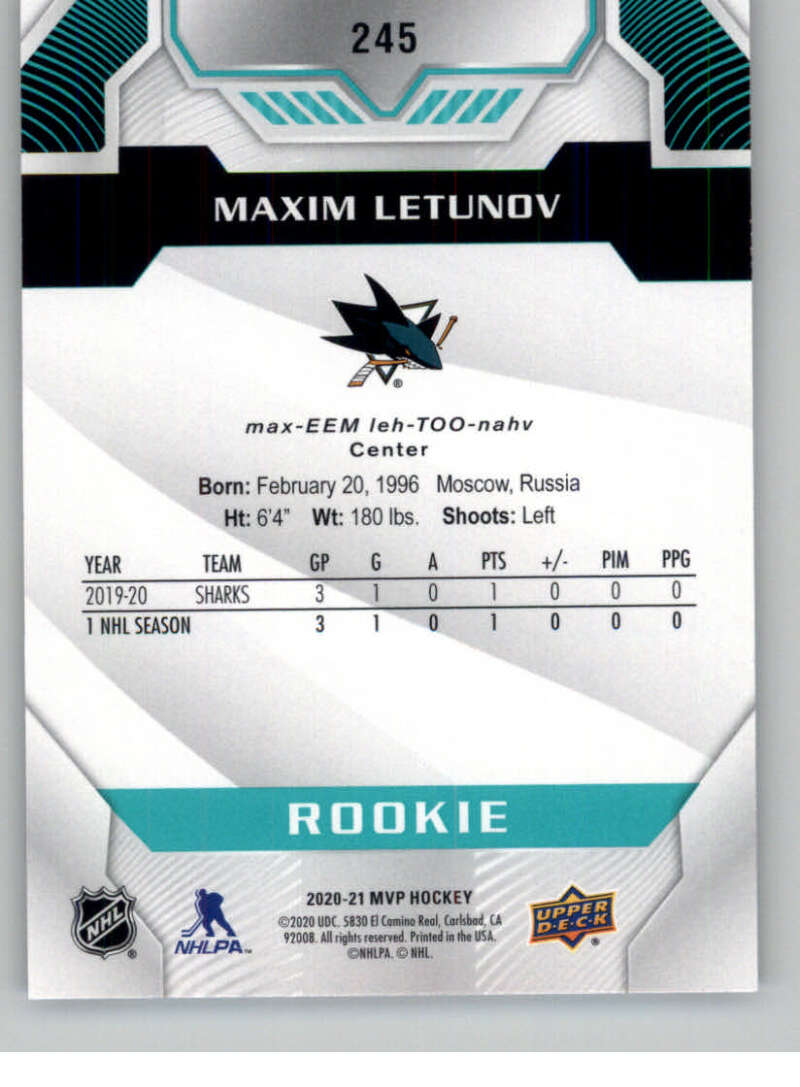 245
MAXIM LETUNOV
®
max-EEM leh-TOO-nahv
Center
Born: February 20, 1996 Moscow, Russia
Ht: 6'4" Wt: 180 lbs. Shoots: Left
YEAR TEAM GP G A PTS +/- PIM PPG
2019-20 SHARKS 3 1 0 1 0 0 0
1 NHL SEASON 3 1 0 1 0 0 0
ROOKIE
NHL ®
NHLPA™
2020-21 MVP HOCKEY
©2020 UDC. 5830 El Camino Real, Carlsbad, CA
92008. All rights reserved. Printed in the USA.
©NHLPA. © NHL.
UPPER
D·E·C·K
®